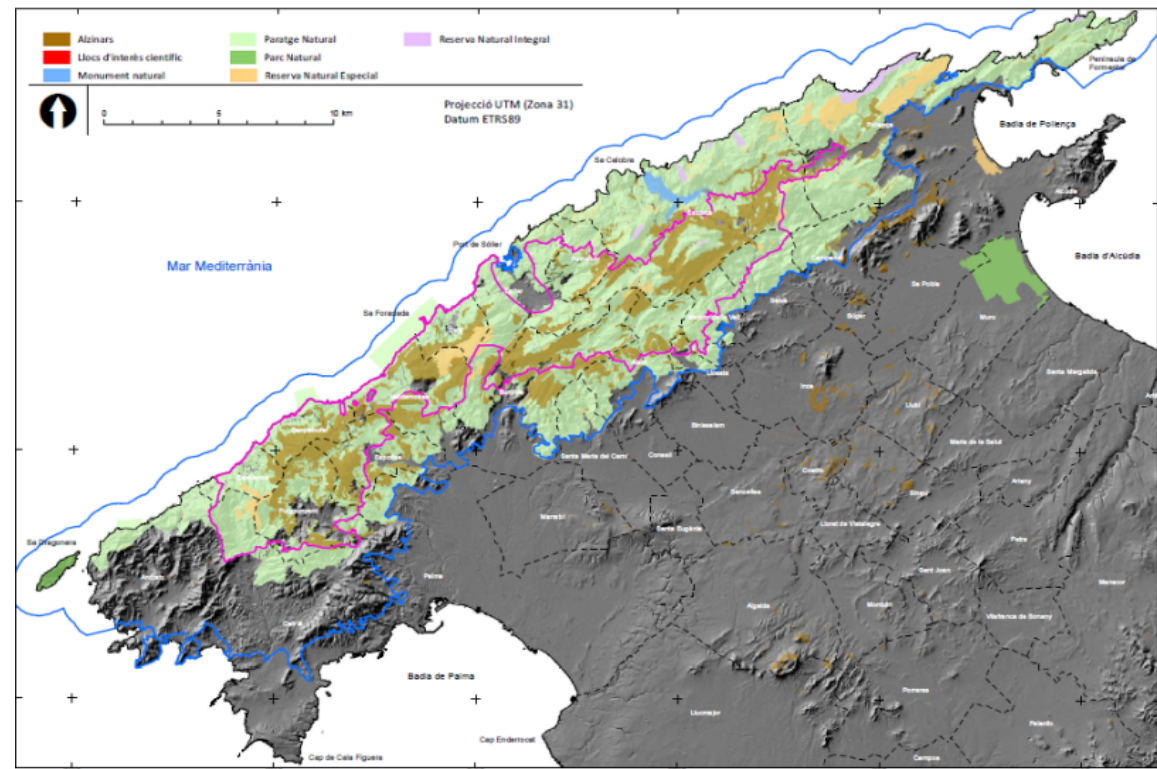 Alzinars
Llocs d'interès científic
Monument natural
Paratge Natural
Parc Natural
Reserva Natural Especial
Reserva Natural Integral
0 5 10 km
Projecció UTM (Zona 31)
Datum ETRS89
Península de
Formentor
Badia de Pollença
Pollença
Sa Calobra
Alcúdia
Escorca
Port de Sóller
Badia d'Alcúdia
Mar Mediterrània
Campanet
Sa Pobla
Selva
Sa Foradada
Búger
Muro
Lloseta
Inca
Santa Margalida
Llubí
Binissalem
Maria de la Salut
Santa Maria del Camí
Consell
Esporles
Costitx
Sencelles
Sineu
Ariany
Marratxí
Santa Eugènia
Lloret de Vistalegre
Petra
Sa Dragonera
Andratx
Palma
Sant Joan
Manacor
Algaida
Montuïri
Vilafranca de Bonany
Calvià
Badia de Palma
Porreres
Llucmajor
Felanitx
Cap Enderrocat
Cap de Cala Figuera
Campos